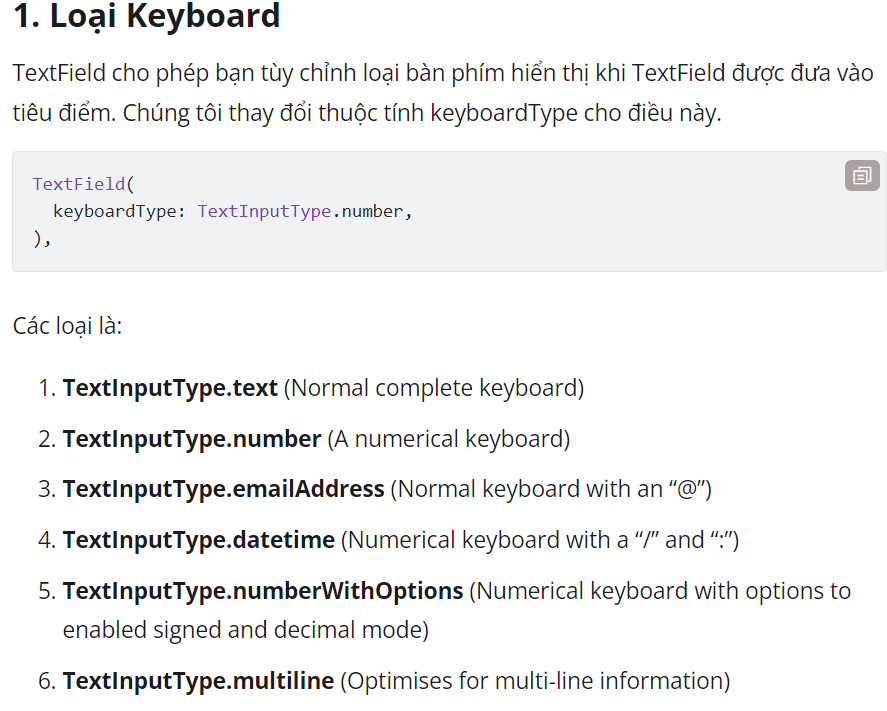 1. Loại Keyboard
TextField cho phép bạn tùy chỉnh loại bàn phím hiển thị khi TextField được đưa vào
tiêu điểm. Chúng tôi thay đổi thuộc tính keyboardType cho điều này.
TextField(
  keyboardType: TextInputType.number,
),
Các loại là:
1. TextInputType.text (Normal complete keyboard)
2. TextInputType.number (A numerical keyboard)
3. TextInputType.emailAddress (Normal keyboard with an “@”)
4. TextInputType.datetime (Numerical keyboard with a “/” and “:”)
5. TextInputType.numberWithOptions (Numerical keyboard with options to
enabled signed and decimal mode)
6. TextInputType.multiline (Optimises for multi-line information)